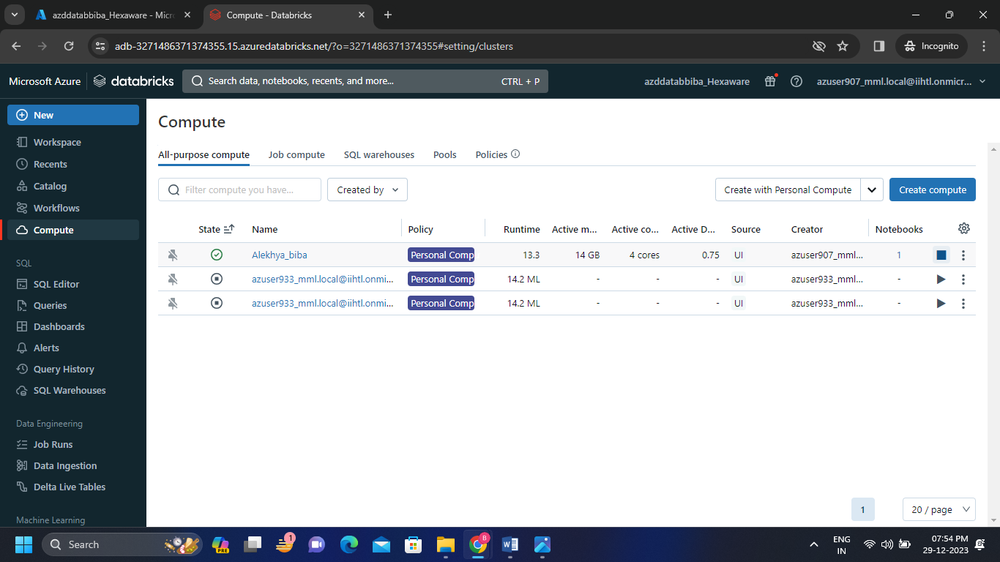 azddatabbiba_Hexaware - Micr
Compute - Databricks
adb-3271486371374355.15.azuredatabricks.net/?o=3271486371374355#setting/clusters
Incognito
Microsoft Azure
databricks
Search data, notebooks, recents, and more...
CTRL + P
azddatabbiba_Hexaware
azuser907_mml.local@iihtl.onmicr...
New
Workspace
Recents
Catalog
Workflows
Compute
SQL
SQL Editor
Queries
Dashboards
Alerts
Query History
SQL Warehouses
Data Engineering
Job Runs
Data Ingestion
Delta Live Tables
Machine Learning
Compute
All-purpose compute Job compute SQL warehouses Pools Policies
Filter compute you have...
Created by
Create with Personal Compute
Create compute
State Name Policy Runtime Active m... Active co... Active D... Source Creator Notebooks
Alekhya_biba Personal Comp 13.3 14 GB 4 cores 0.75 UI azuser907_mml... 1
azuser933_mml.local@iihtl.onmi... Personal Comp 14.2 ML - - - UI azuser933_mml... -
azuser933_mml.local@iihtl.onmi... Personal Comp 14.2 ML - - - UI azuser933_mml... -
1
20 / page
Search
PRE
1
B
ENG
IN
07:54 PM
29-12-2023